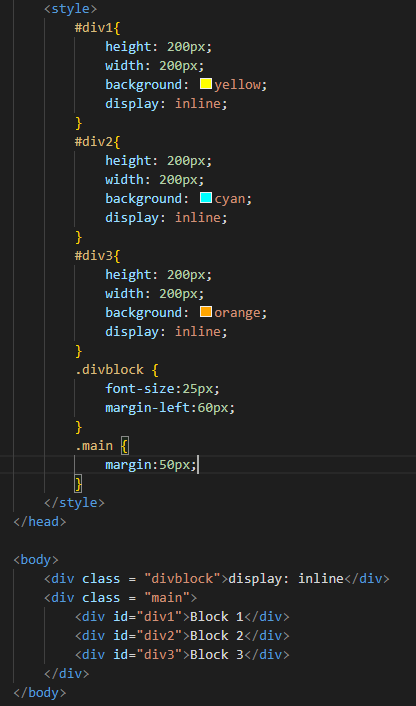 <style>
#div1{
height: 200px;
width: 200px;
background: yellow;
display: inline;
}
#div2{
height: 200px;
width: 200px;
background: cyan;
display: inline;
}
#div3{
height: 200px;
width: 200px;
background: orange;
display: inline;
}
.divblock {
font-size:25px;
margin-left:60px;
}
.main {
margin:50px;
}
</style>
</head>
<body>
<div class = "divblock">display: inline</div>
<div class = "main">
<div id="div1">Block 1</div>
<div id="div2">Block 2</div>
<div id="div3">Block 3</div>
</div>
</body>